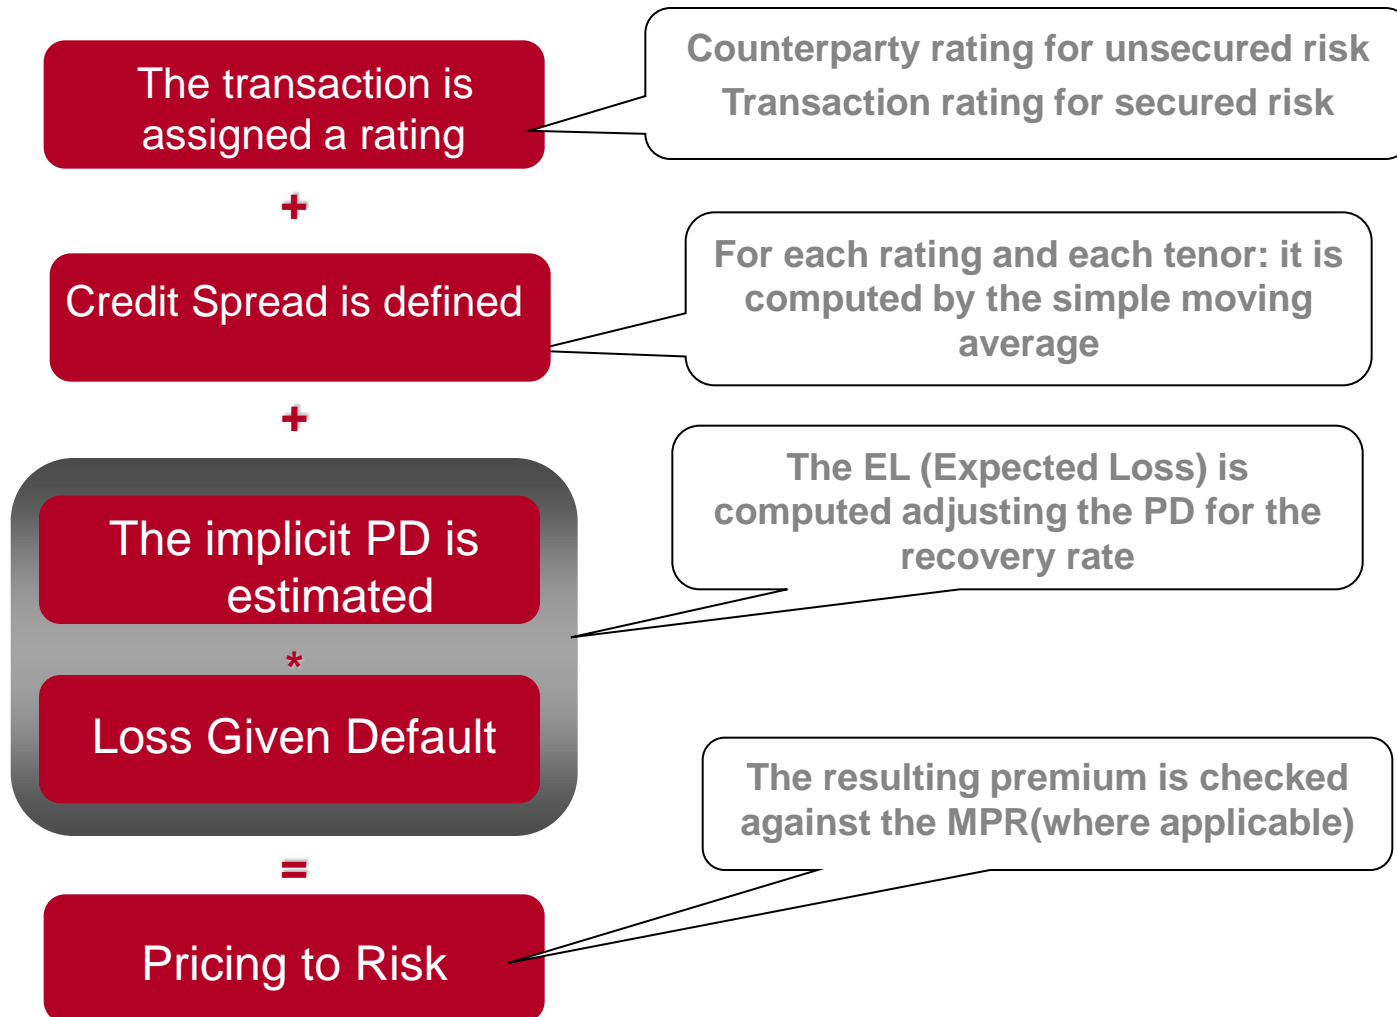 The transaction is
assigned a rating
Counterparty rating for unsecured risk
Transaction rating for secured risk
+
Credit Spread is defined
For each rating and each tenor: it is
computed by the simple moving
average
+
The implicit PD is
estimated
The EL (Expected Loss) is
computed adjusting the PD for the
recovery rate
*
Loss Given Default
The resulting premium is checked
against the MPR(where applicable)
=
Pricing to Risk